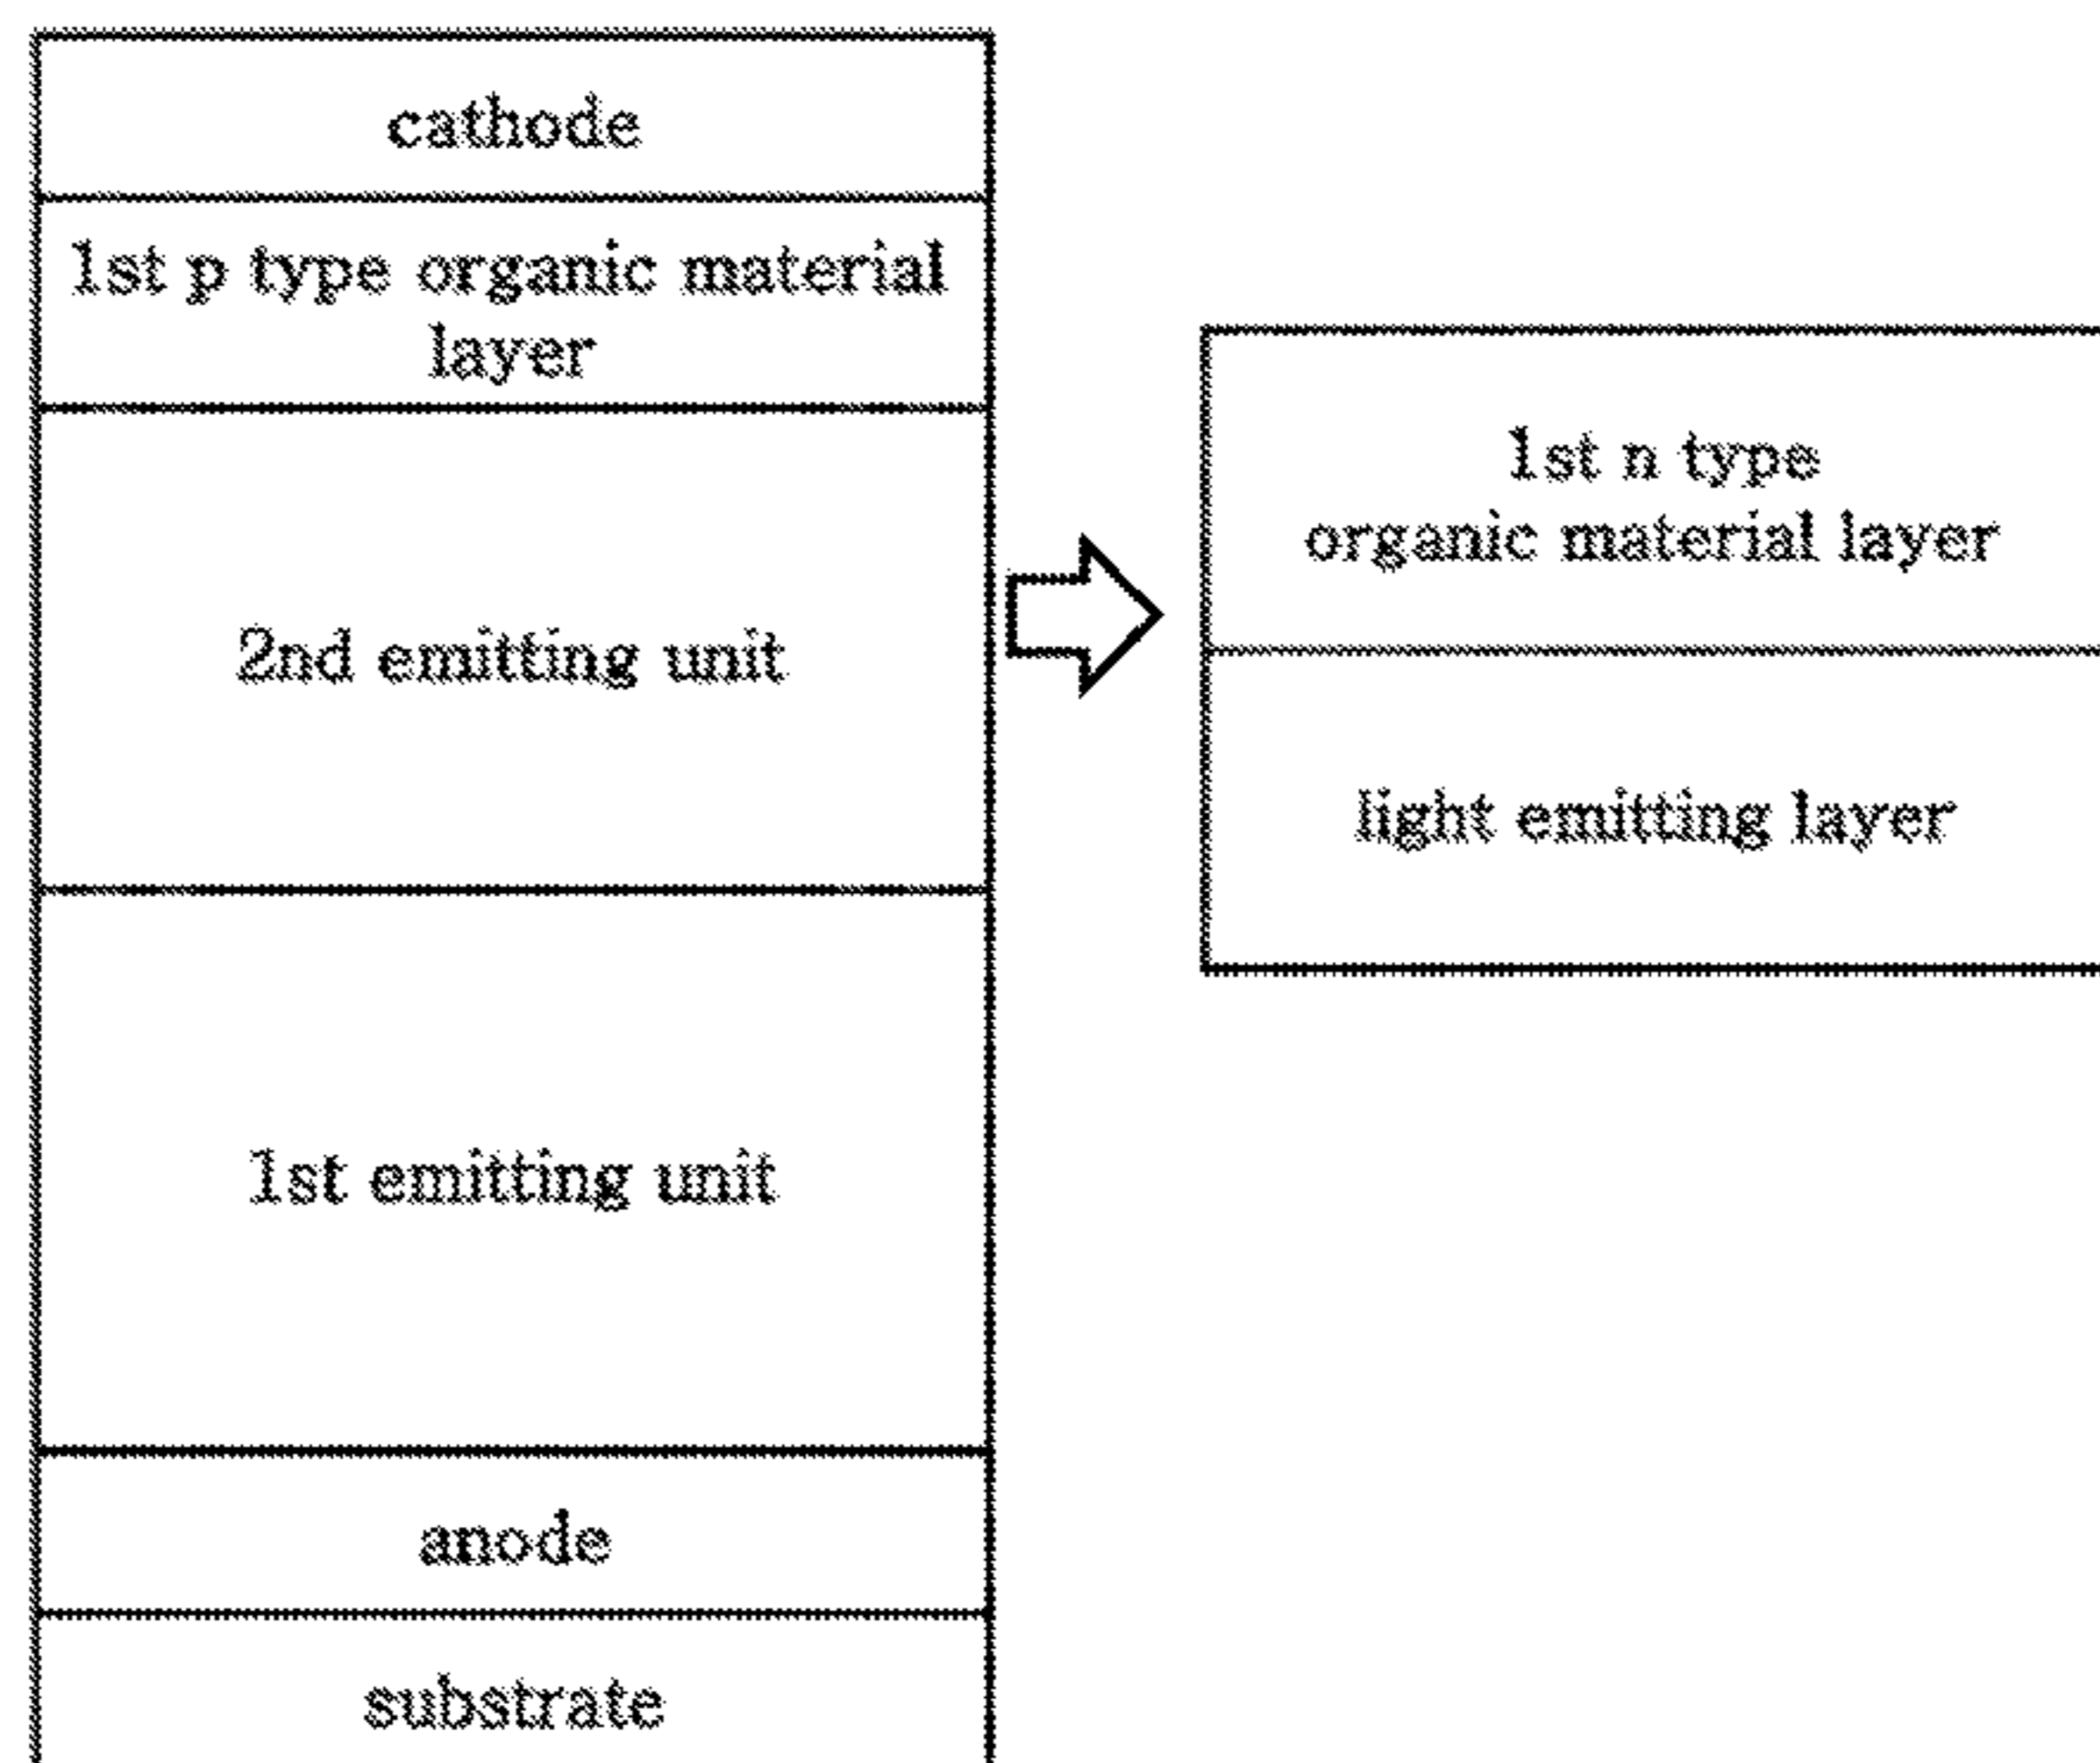 cathode
1st p type organic material
layer
2nd emitting unit
1st emitting unit
anode
substrate
1st n type
organic material layer
light emitting layer